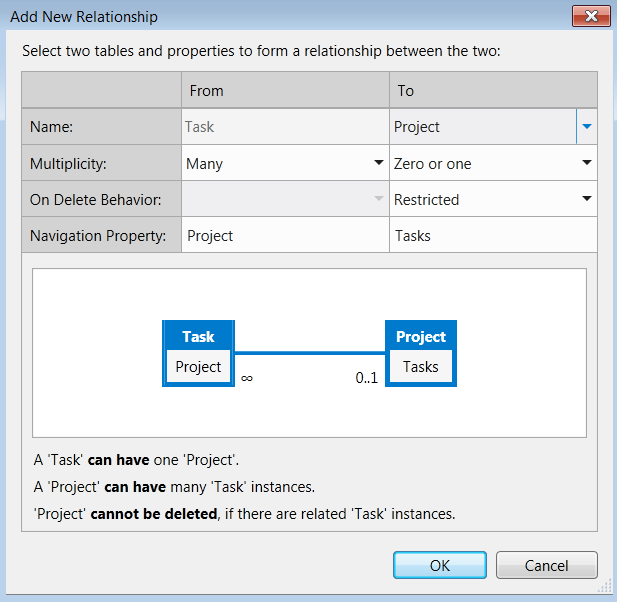 Add New Relationship
Select two tables and properties to form a relationship between the two:
From To
Name: Task Project
Multiplicity: Many Zero or one
On Delete Behavior: Restricted
Navigation Property: Project Tasks
Task Project
Project Tasks
∞ 0..1
A 'Task' can have one 'Project'.
A 'Project' can have many 'Task' instances.
'Project' cannot be deleted, if there are related 'Task' instances.
OK Cancel